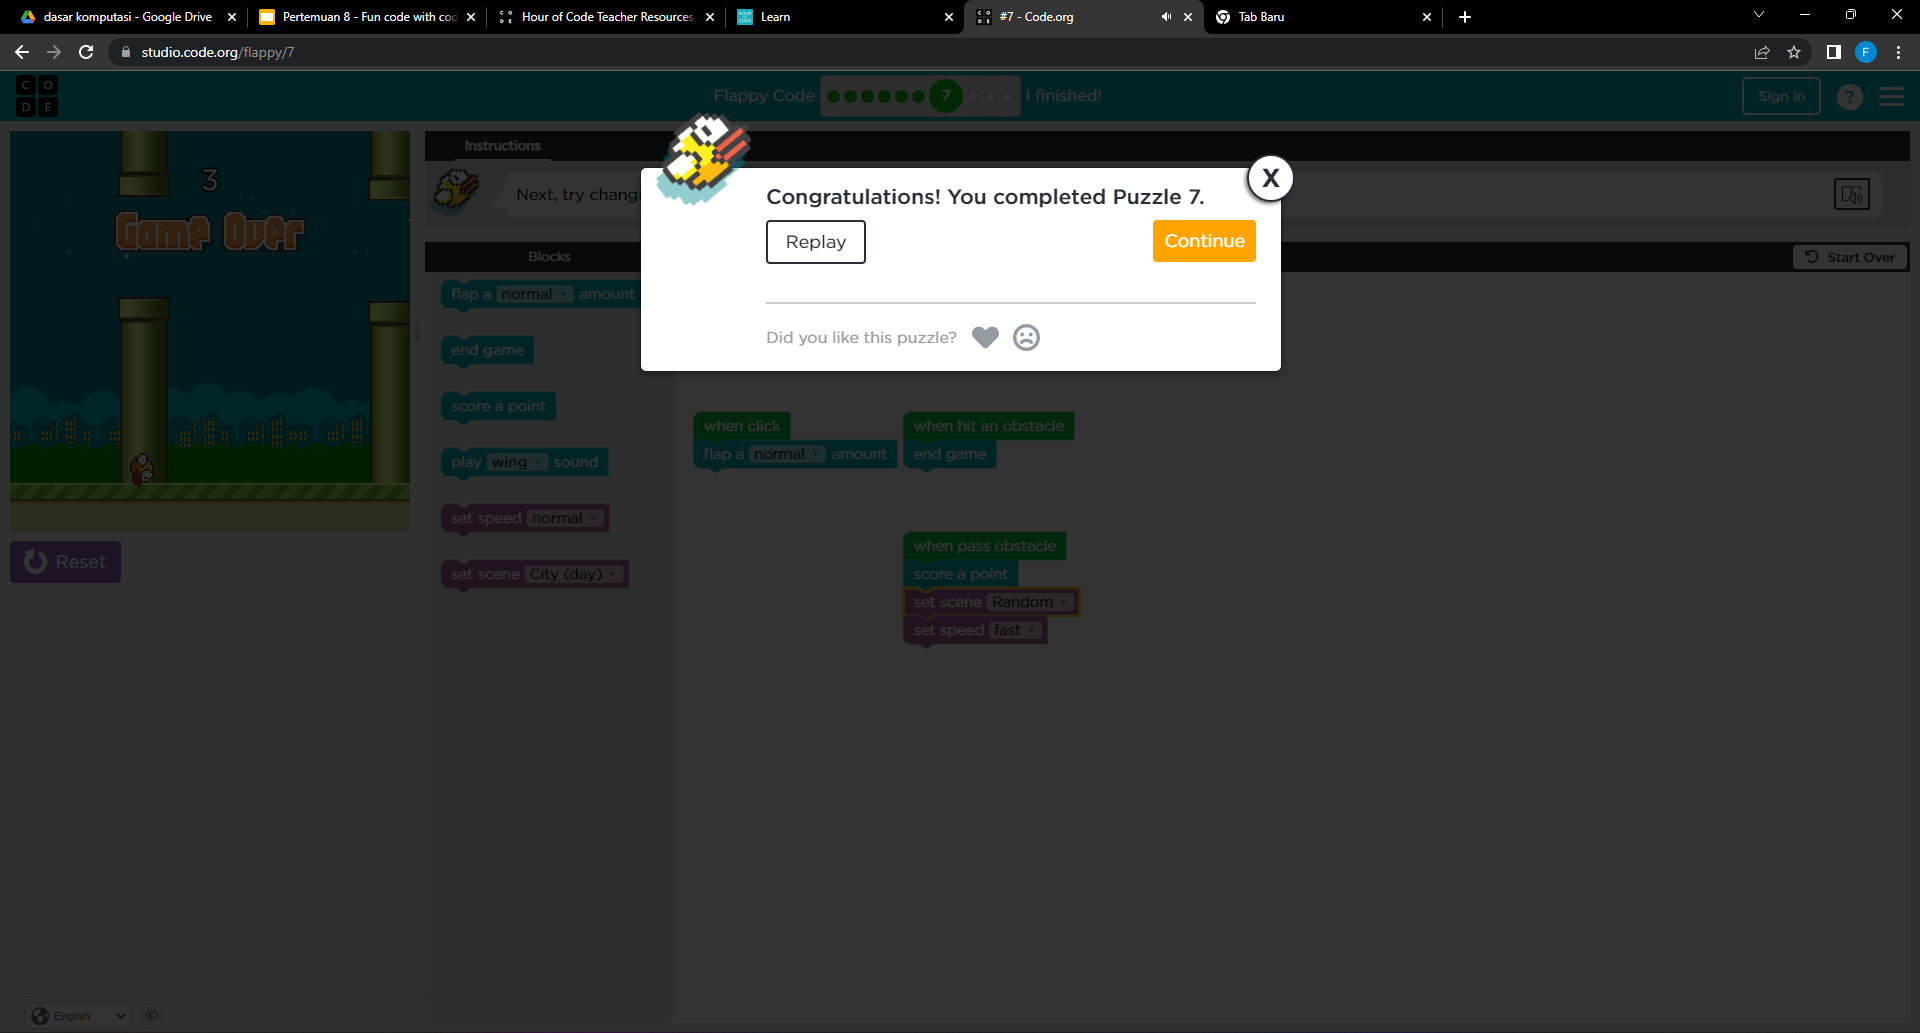 dasar komputasi - Google Drive
Pertemuan 8 - Fun code with cod
Hour of Code Teacher Resources
Learn
#7 - Code.org
Tab Baru
studio.code.org/flappy/7
F
CODE
Flappy Code
7
I finished!
Sign in
?
3
Game Over
Instructions
Next, try changi
Congratulations! You completed Puzzle 7.
X
Replay
Continue
Did you like this puzzle?
Blocks
Start Over
flap a normal amount
end game
score a point
play wing sound
set speed normal
set scene City (day)
when click
flap a normal amount
when hit an obstacle
end game
when pass obstacle
score a point
set scene Random
set speed fast
Reset
English
©